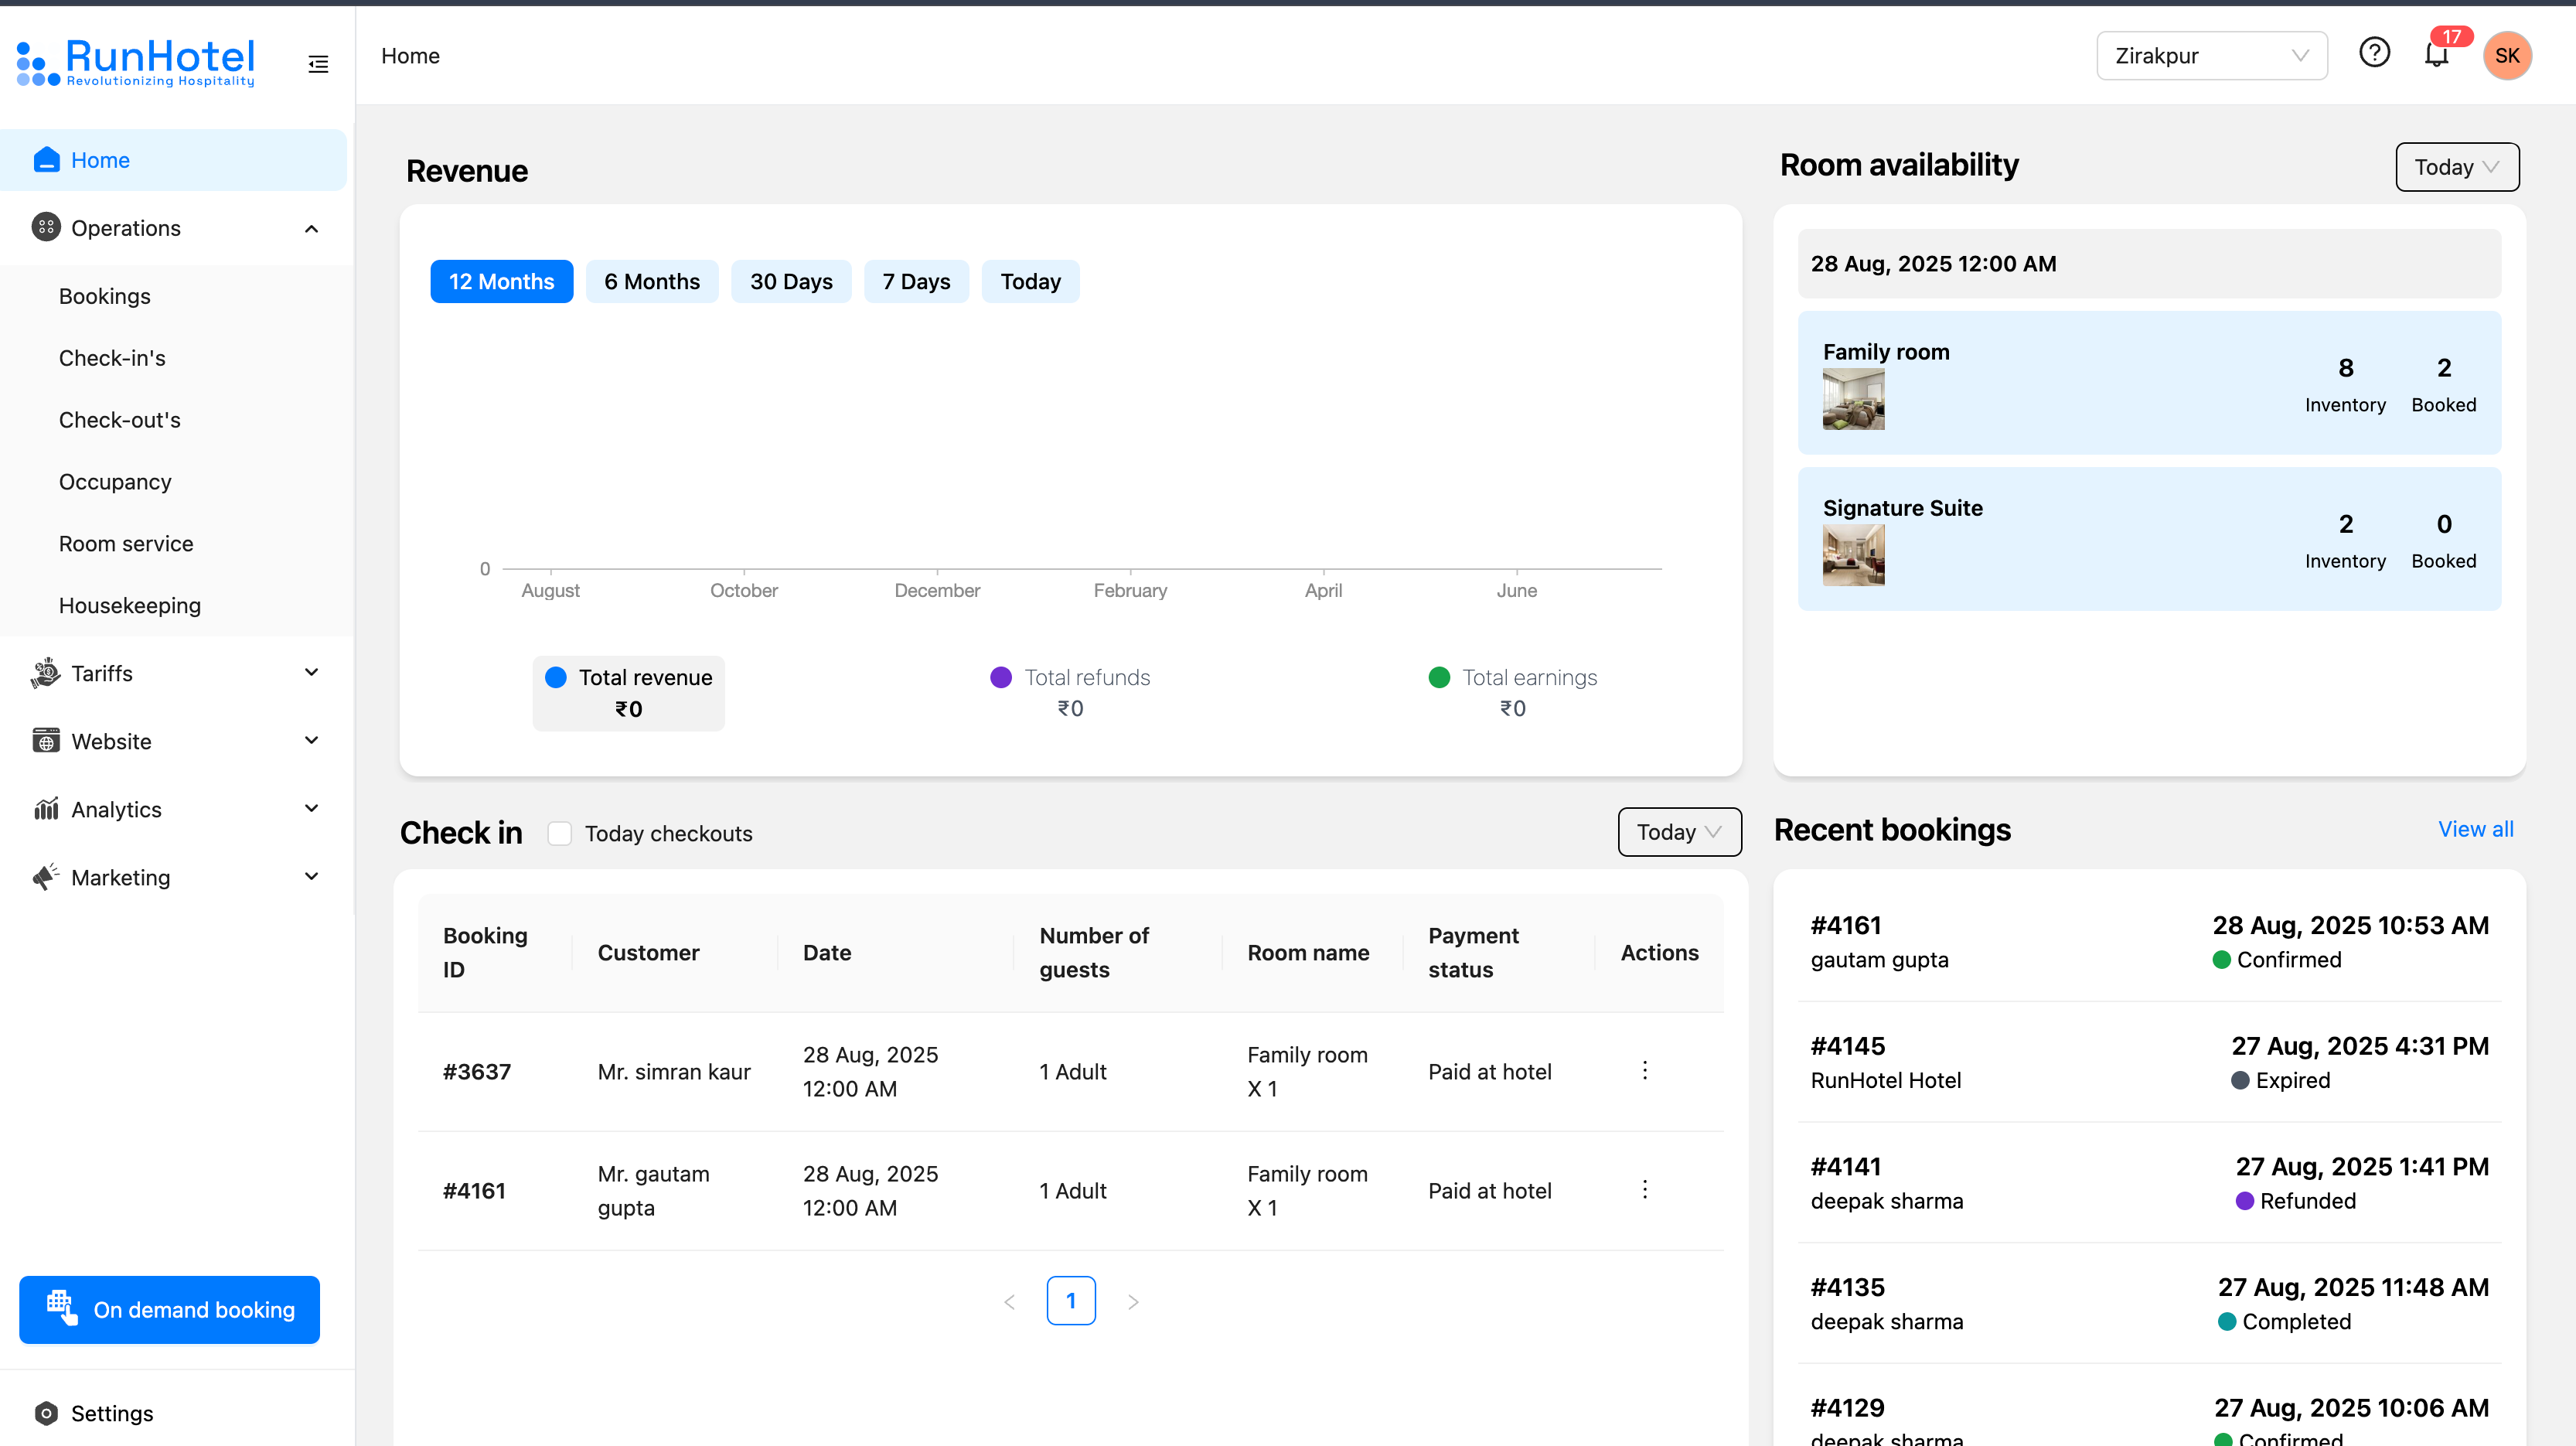 RunHotel
Revolutionizing Hospitality
Home
Zirakpur
17
SK
Home
Operations
Bookings
Check-in's
Check-out's
Occupancy
Room service
Housekeeping
Tariffs
Website
Analytics
Marketing
On demand booking
Settings
Revenue
12 Months
6 Months
30 Days
7 Days
Today
0
August
October
December
February
April
June
Total revenue
₹0
Total refunds
₹0
Total earnings
₹0
Room availability
Today
28 Aug, 2025 12:00 AM
Family room
8
Inventory
2
Booked
Signature Suite
2
Inventory
0
Booked
Check in
Today checkouts
Today
Booking ID
Customer
Date
Number of guests
Room name
Payment status
Actions
#3637
Mr. simran kaur
28 Aug, 2025
12:00 AM
1 Adult
Family room
X 1
Paid at hotel
#4161
Mr. gautam
gupta
28 Aug, 2025
12:00 AM
1 Adult
Family room
X 1
Paid at hotel
1
Recent bookings
View all
#4161
28 Aug, 2025 10:53 AM
gautam gupta
Confirmed
#4145
27 Aug, 2025 4:31 PM
RunHotel Hotel
Expired
#4141
27 Aug, 2025 1:41 PM
deepak sharma
Refunded
#4135
27 Aug, 2025 11:48 AM
deepak sharma
Completed
#4129
27 Aug, 2025 10:06 AM
deepak sharma
Confirmed